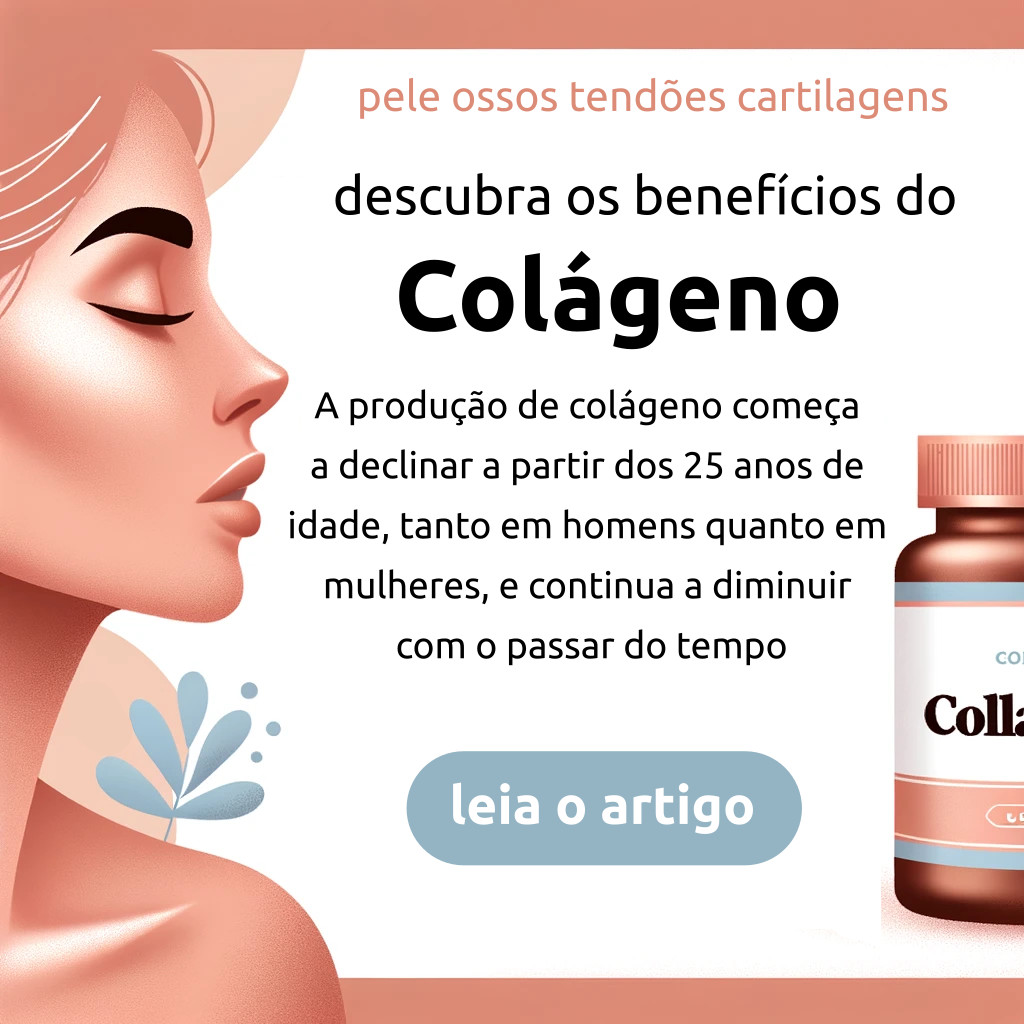 pele ossos tendões cartilagens
descubra os benefícios do
Colágeno
A produção de colágeno começa
a declinar a partir dos 25 anos de
idade, tanto em homens quanto em
mulheres, e continua a diminuir
com o passar do tempo
leia o artigo